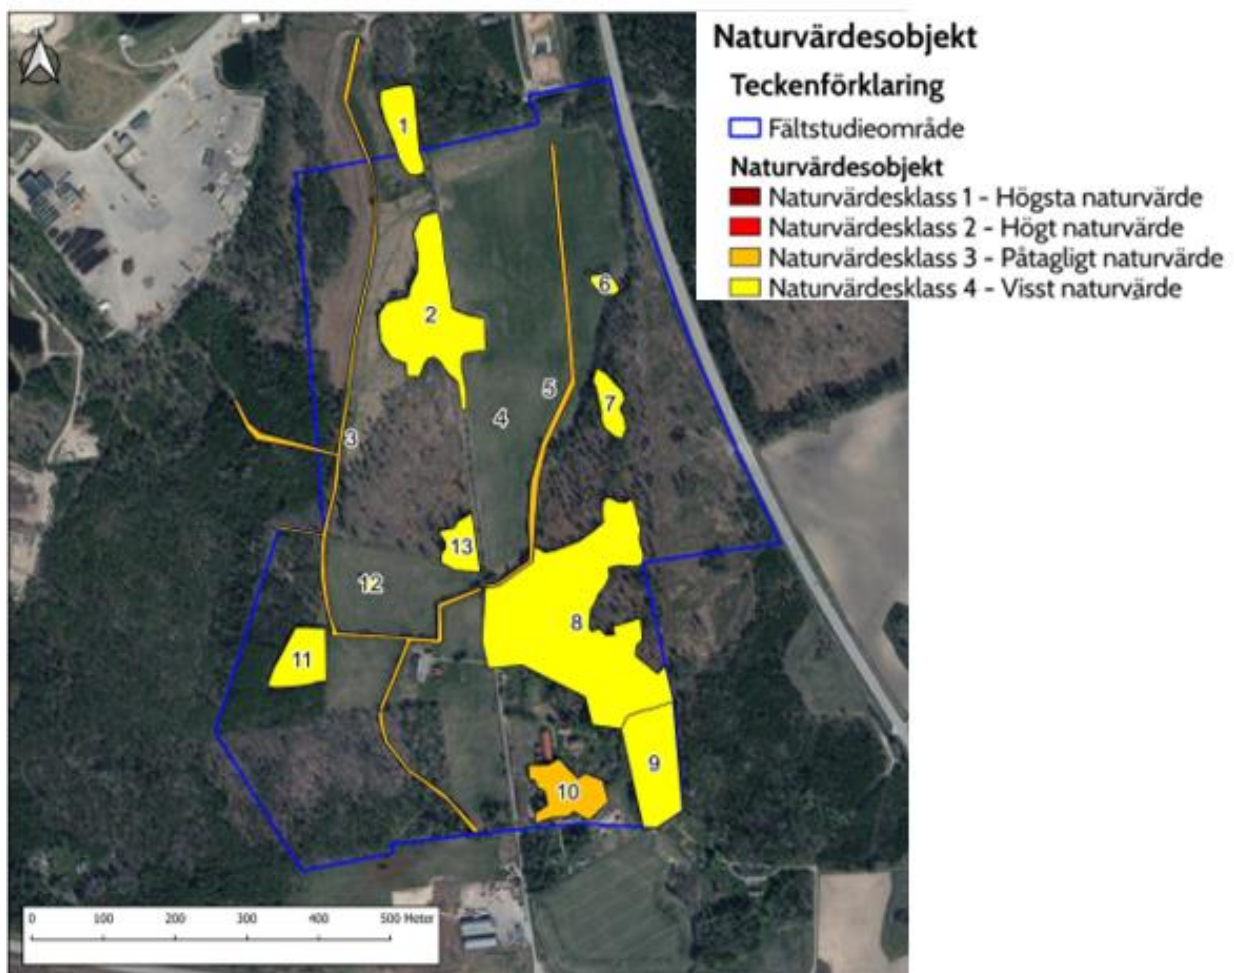 Naturvärdesobjekt
Teckenförklaring
Fältstudieområde
Naturvärdesobjekt
Naturvärdesklass 1 - Högsta naturvärde
Naturvärdesklass 2 - Högt naturvärde
Naturvärdesklass 3 - Påtagligt naturvärde
Naturvärdesklass 4 - Visst naturvärde
1
2
6
7
5
4
3
13
12
8
11
9
10
0 100 200 300 400 500 Meter